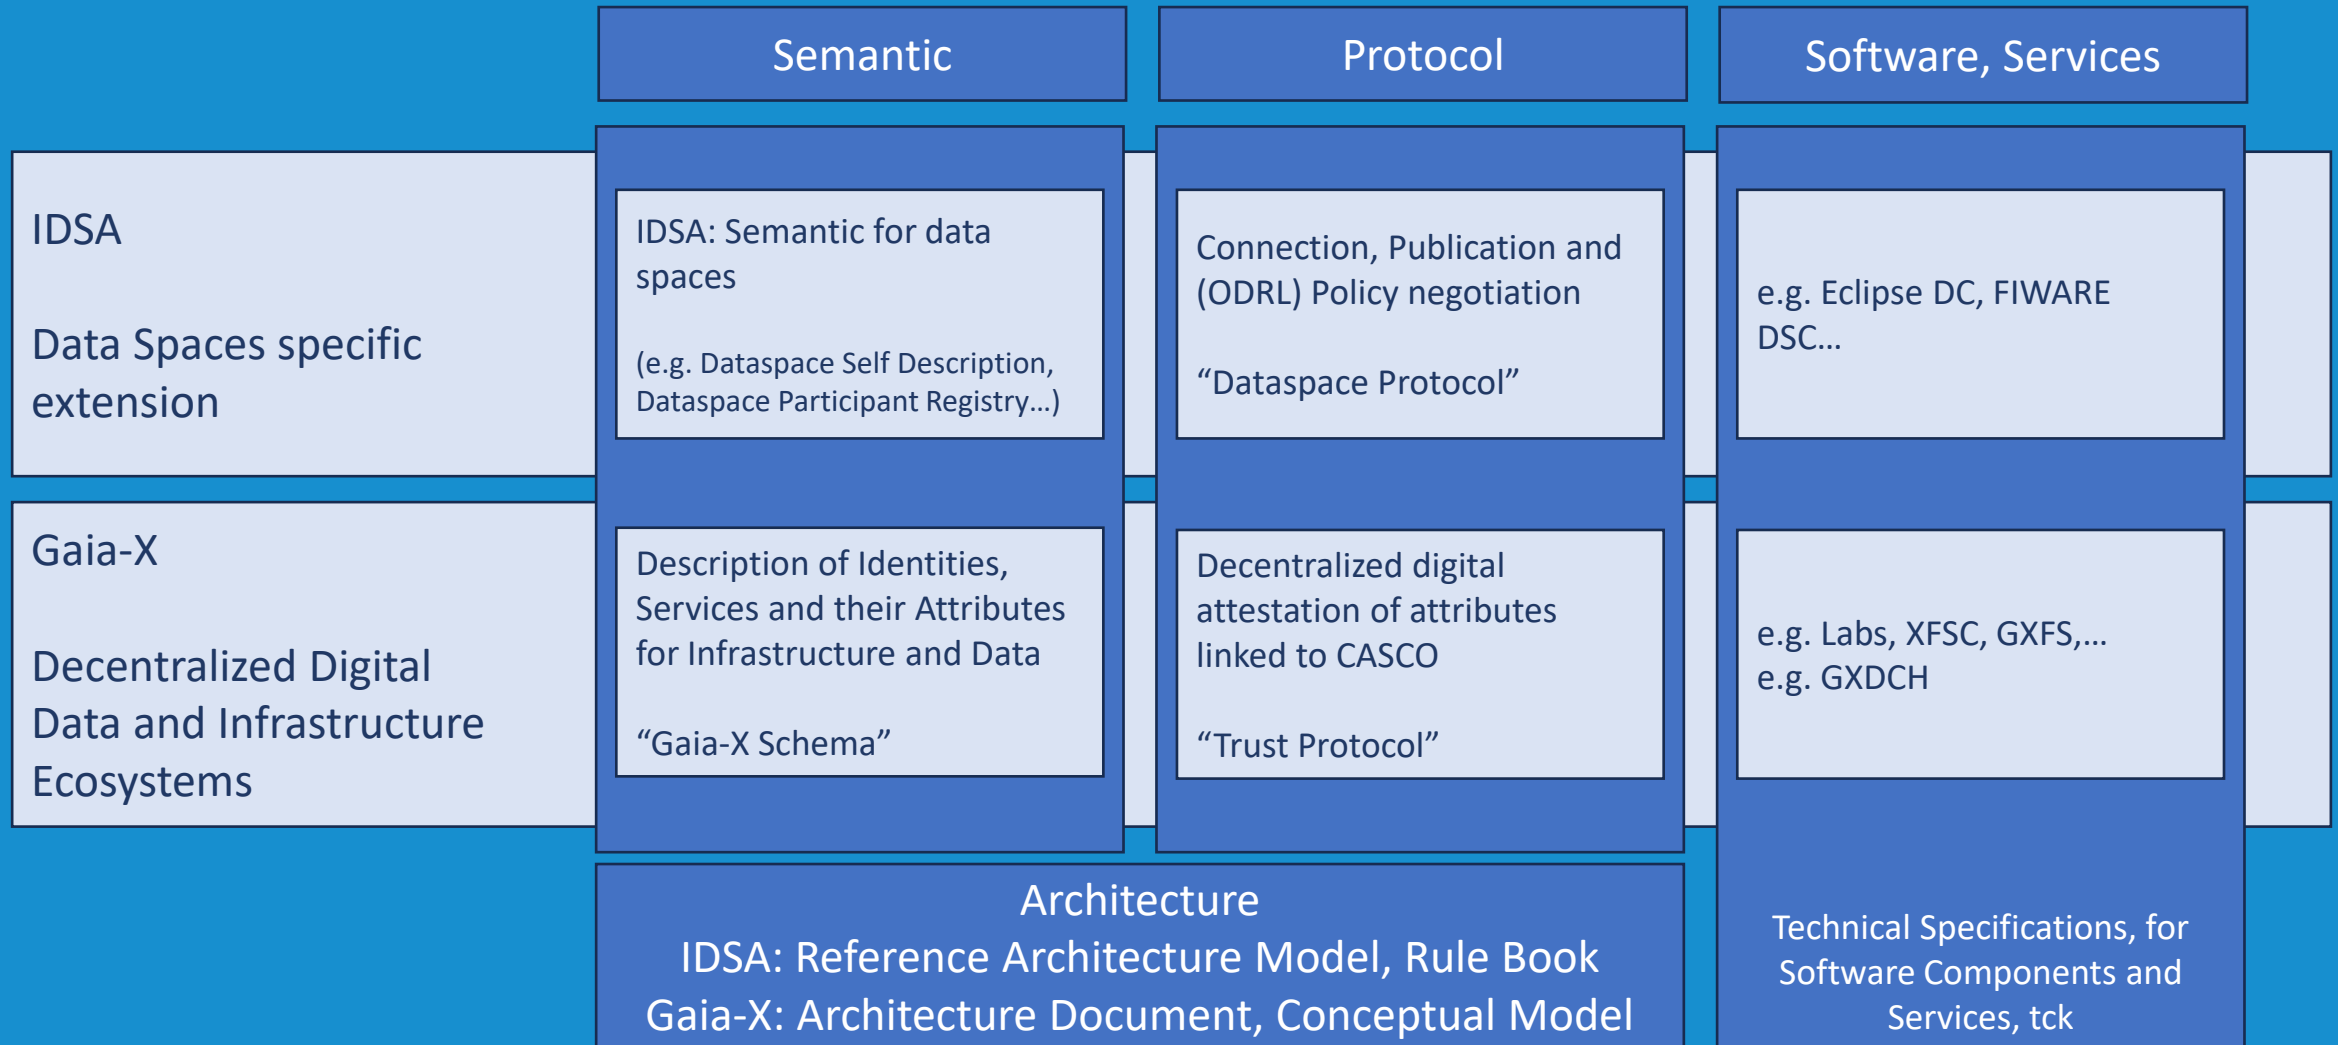 Semantic
Protocol
Software, Services
IDSA
Data Spaces specific
extension
IDSA: Semantic for data
spaces
(e.g. Dataspace Self Description,
Dataspace Participant Registry…)
Connection, Publication and
(ODRL) Policy negotiation
“Dataspace Protocol”
e.g. Eclipse DC, FIWARE
DSC…
Gaia-X
Decentralized Digital
Data and Infrastructure
Ecosystems
Description of Identities,
Services and their Attributes
for Infrastructure and Data
“Gaia-X Schema”
Decentralized digital
attestation of attributes
linked to CASCO
“Trust Protocol”
e.g. Labs, XFSC, GXFS,…
e.g. GXDCH
Architecture
IDSA: Reference Architecture Model, Rule Book
Gaia-X: Architecture Document, Conceptual Model
Technical Specifications, for
Software Components and
Services, tck